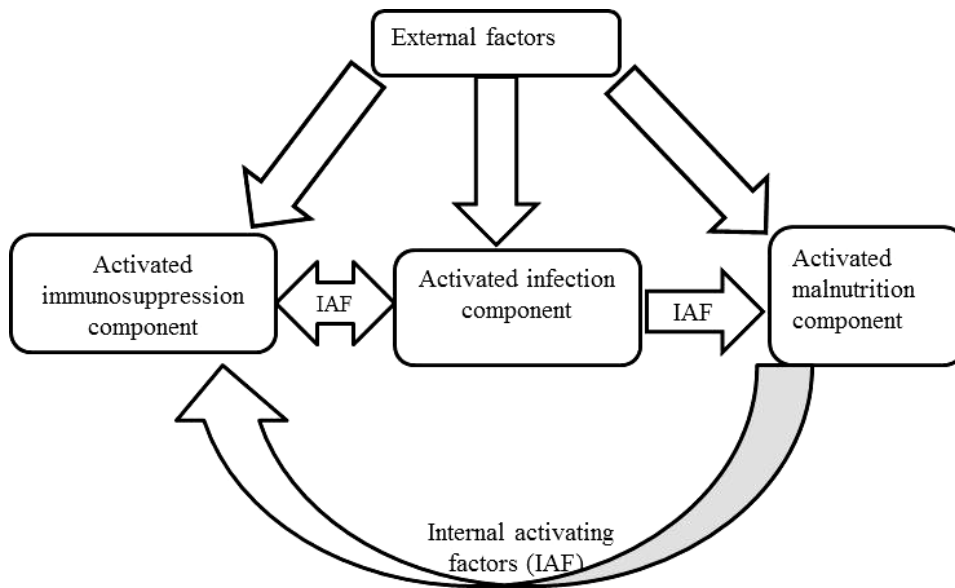 External factors
Activated
immunosuppression
component
IAF
Activated infection
component
IAF
Activated
malnutrition
component
Internal activating
factors (IAF)